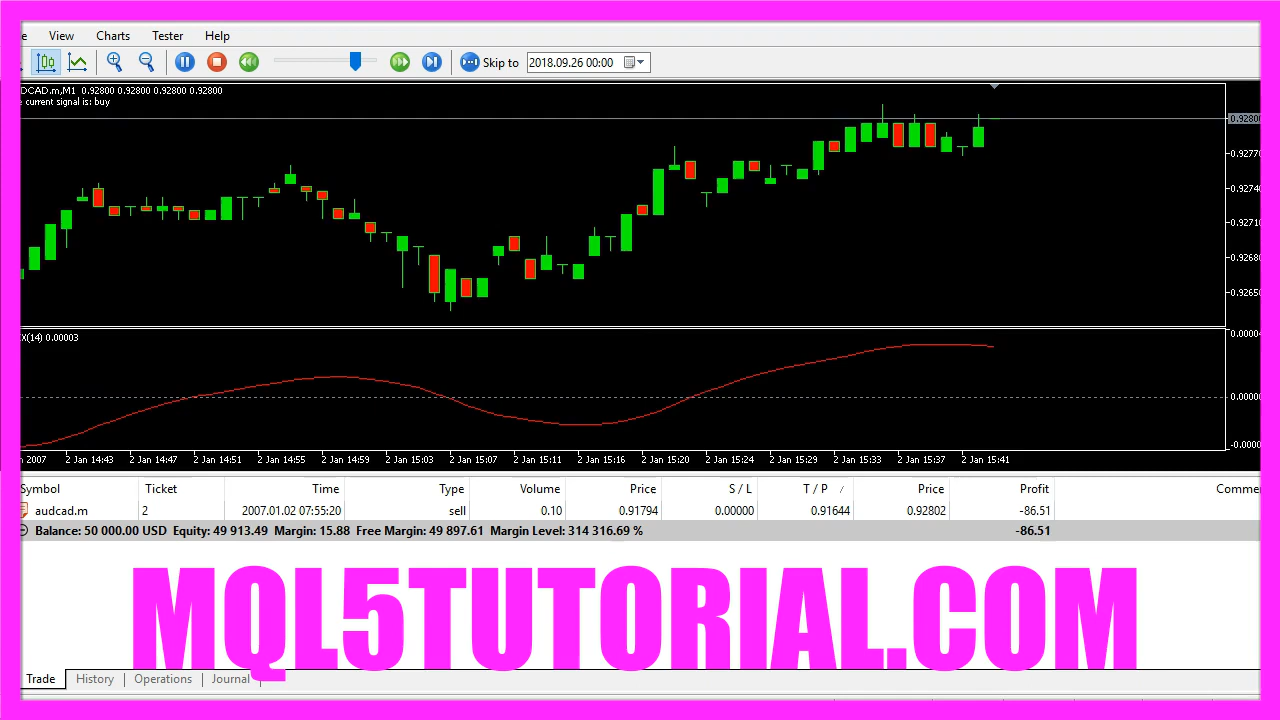 e View Charts Tester Help
Skip to 2018.09.26 00:00
DCAD.m,M1 0.92800 0.92800 0.92800 0.92800
e current signal is: buy
0.92800
0.92770
0.92740
0.92710
0.92680
0.92650
X(14) 0.00003
0.00004
0.00000
-0.0000
n 2007 2 Jan 14:43 2 Jan 14:47 2 Jan 14:51 2 Jan 14:55 2 Jan 14:59 2 Jan 15:03 2 Jan 15:07 2 Jan 15:11 2 Jan 15:16 2 Jan 15:20 2 Jan 15:24 2 Jan 15:29 2 Jan 15:33 2 Jan 15:37 2 Jan 15:41
Symbol Ticket Time Type Volume Price S / L T / P / Price Profit Comme
audcad.m 2 2007.01.02 07:55:20 sell 0.10 0.91794 0.00000 0.91644 0.92802 -86.51
Balance: 50 000.00 USD Equity: 49 913.49 Margin: 15.88 Free Margin: 49 897.61 Margin Level: 314 316.69 % -86.51
MQL5TUTORIAL.COM
Trade History Operations Journal